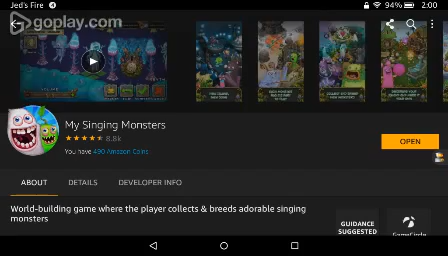 Jed's Fire
94%
2:00
goplay.com
My Singing Monsters
8.8k
You have 490 Amazon Coins
OPEN
ABOUT
DETAILS
DEVELOPER INFO
World-building game where the player collects & breeds adorable singing
monsters
GUIDANCE
SUGGESTED
GameCircle